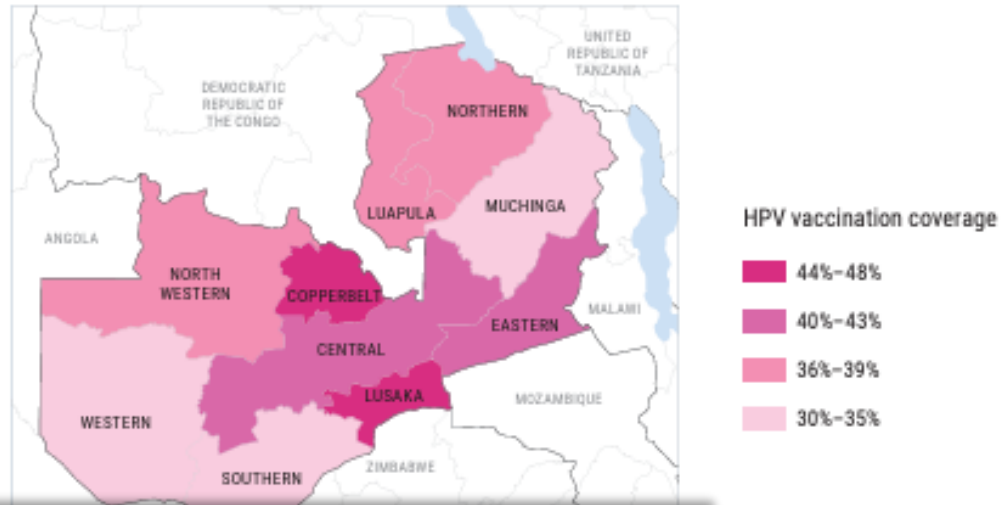 UNITED
REPUBLIC OF
TANZANIA
DEMOCRATIC
REPUBLIC OF
THE CONGO
NORTHERN
LUAPULA
MUCHINGA
ANGOLA
NORTH
WESTERN
COPPERBELT
MALAWI
EASTERN
CENTRAL
LUSAKA
MOZAMBIQUE
WESTERN
ZIMBABWE
SOUTHERN
HPV vaccination coverage
44%–48%
40%–43%
36%–39%
30%–35%